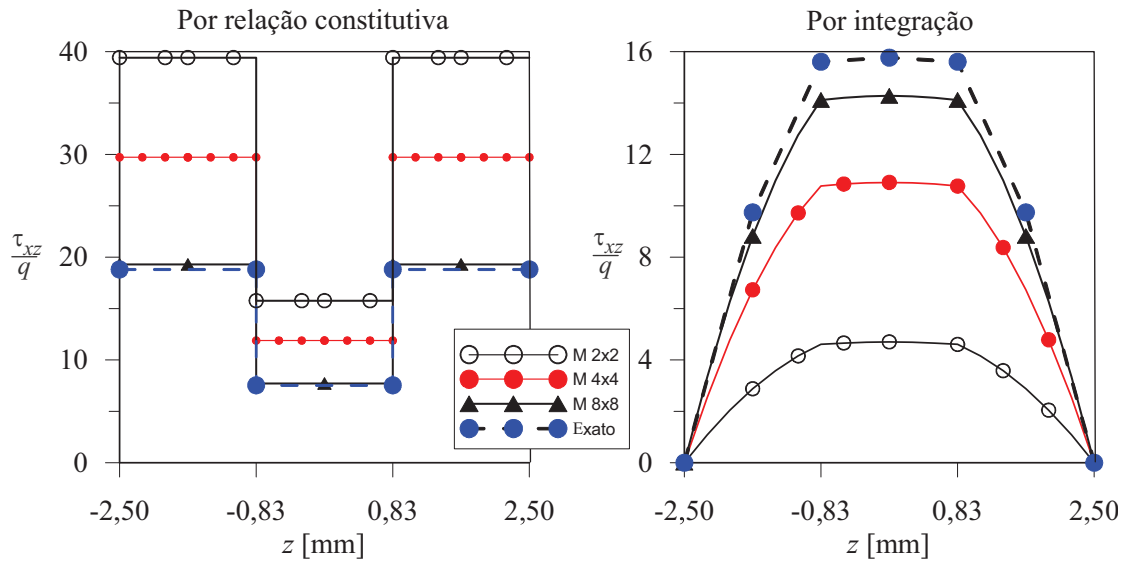 Por relação constitutiva
40
30
20
10
0
τxz
q
-2,50
-0,83
0,83
2,50
z [mm]
M 2x2
M 4x4
M 8x8
Exato
Por integração
16
12
8
4
0
τxz
q
-2,50
-0,83
0,83
2,50
z [mm]